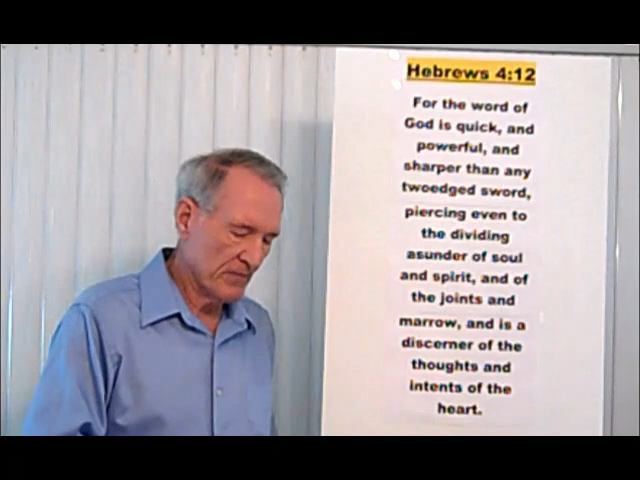 Hebrews 4:12
For the word of
God is quick, and
powerful, and
sharper than any
twoedged sword,
piercing even to
the dividing
asunder of soul
and spirit, and of
the joints and
marrow, and is a
discerner of the
thoughts and
intents of the
heart.